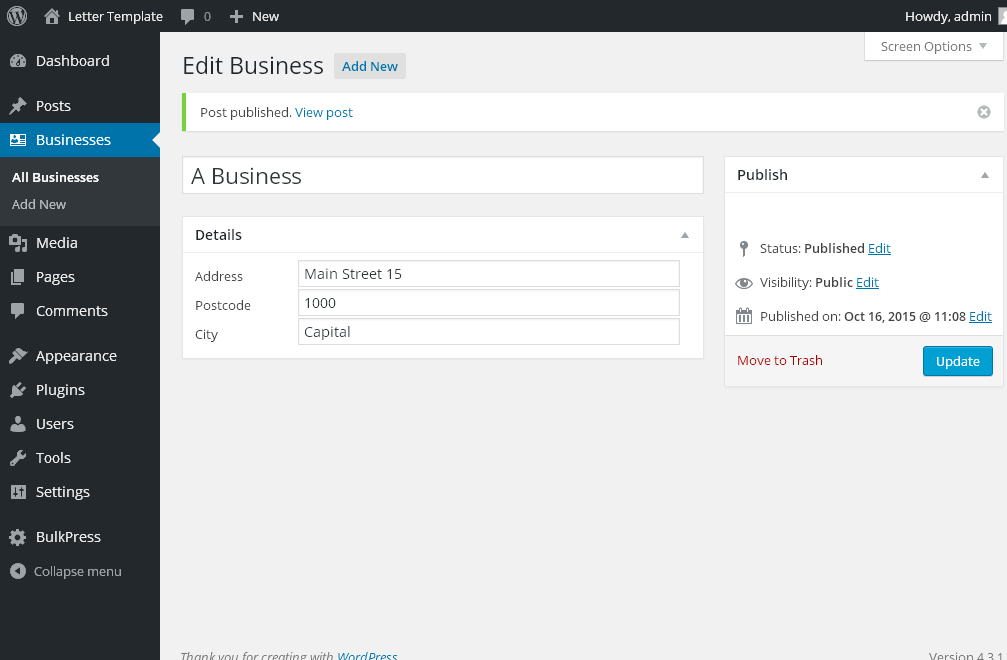 Letter Template 0 New Howdy, admin
Screen Options
Dashboard
Posts
Businesses
All Businesses
Add New
Media
Pages
Comments
Appearance
Plugins
Users
Tools
Settings
BulkPress
Collapse menu
Edit Business Add New
Post published. View post
A Business
Details
Address Main Street 15
Postcode 1000
City Capital
Publish
Status: Published Edit
Visibility: Public Edit
Published on: Oct 16, 2015 @ 11:08 Edit
Move to Trash Update
Thank you for creating with WordPress Version 4.3.1